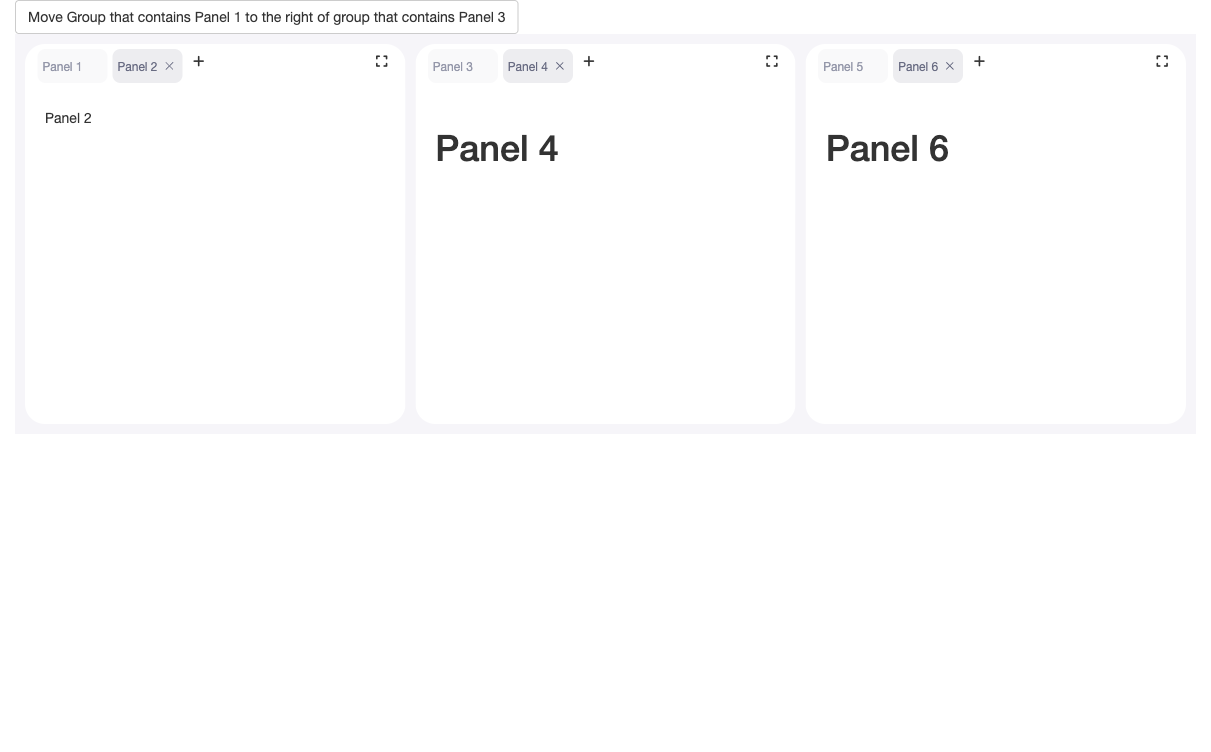 Move Group that contains Panel 1 to the right of group that contains Panel 3
Panel 1 Panel 2 Panel 3 Panel 4 Panel 5 Panel 6
Panel 2
Panel 4 Panel 6